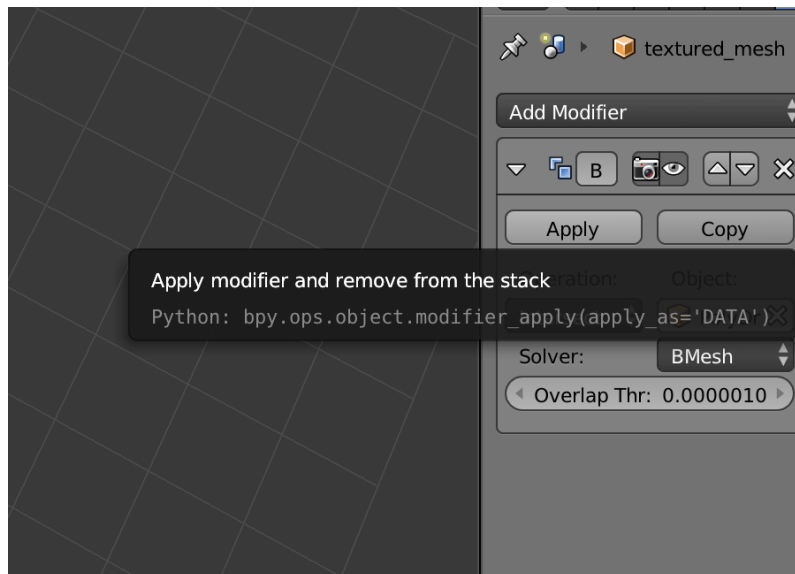 textured_mesh
Add Modifier
B
Apply
Copy
Operation:
Object:
Apply modifier and remove from the stack
Python: bpy.ops.object.modifier_apply(apply_as='DATA')
Solver:
BMesh
Overlap Thr: 0.0000010